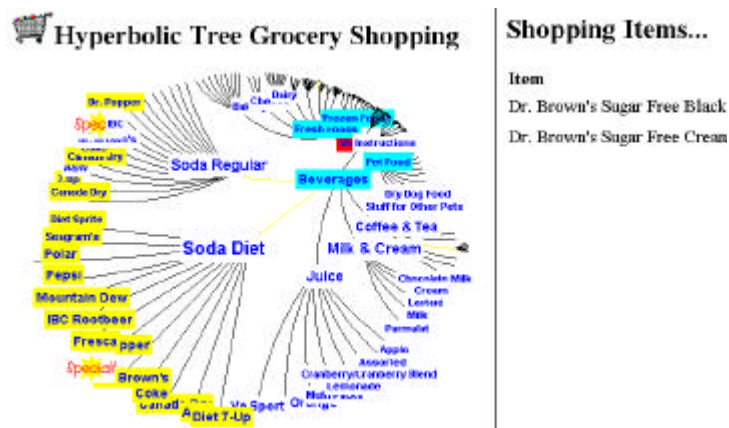 Hyperbolic Tree Grocery Shopping
Shopping Items...
Item
Dr. Brown's Sugar Free Black
Dr. Brown's Sugar Free Cream
Dairy
Dr. Pepper
IBC
Frozen
Fresh Foods
Instructions
Soda Regular
Pet Food
Beverages
Canada Dry
Dry Dog Food
Stuff for Other Pets
Diet Sprite
Seagram's
Coffee & Tea
Polar
Soda Diet
Milk & Cream
Pepsi
Juice
Chocolate Milk
Cream
Mountain Dew
Lactaid
Milk
IBC Rootbeer
Parmalat
Fresca
pper
Apple
Assorted
Special!
Brown's
Cranberry/Cranberry Blend
Lemonade
Coke
Sport
Diet 7-Up